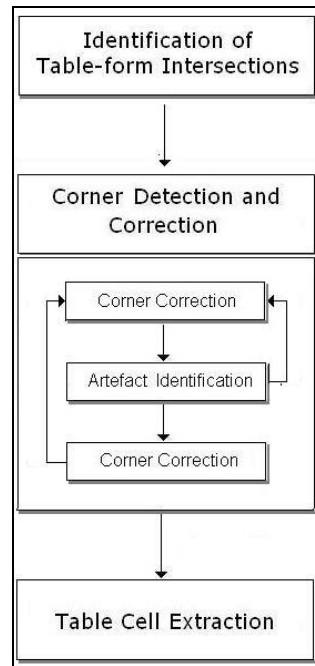 Identification of
Table-form Intersections
Corner Detection and
Correction
Corner Correction
Artefact Identification
Corner Correction
Table Cell Extraction